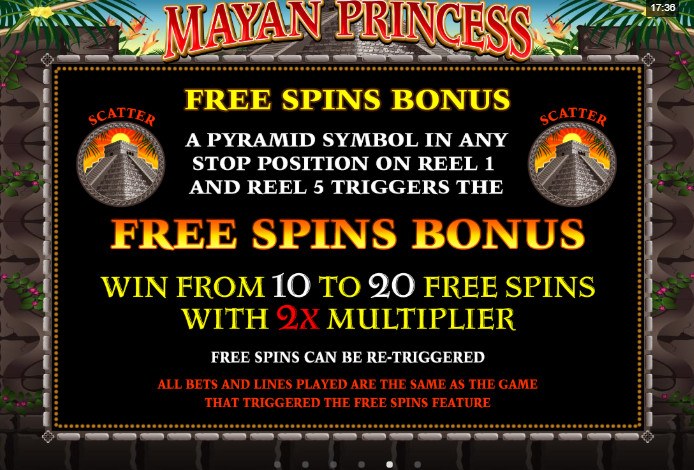 17:36
MAYAN PRINCESS
FREE SPINS BONUS
SCATTER
SCATTER
A PYRAMID SYMBOL IN ANY
STOP POSITION ON REEL 1
AND REEL 5 TRIGGERS THE
FREE SPINS BONUS
WIN FROM 10 TO 20 FREE SPINS
WITH 2X MULTIPLIER
FREE SPINS CAN BE RE-TRIGGERED
ALL BETS AND LINES PLAYED ARE THE SAME AS THE GAME
THAT TRIGGERED THE FREE SPINS FEATURE